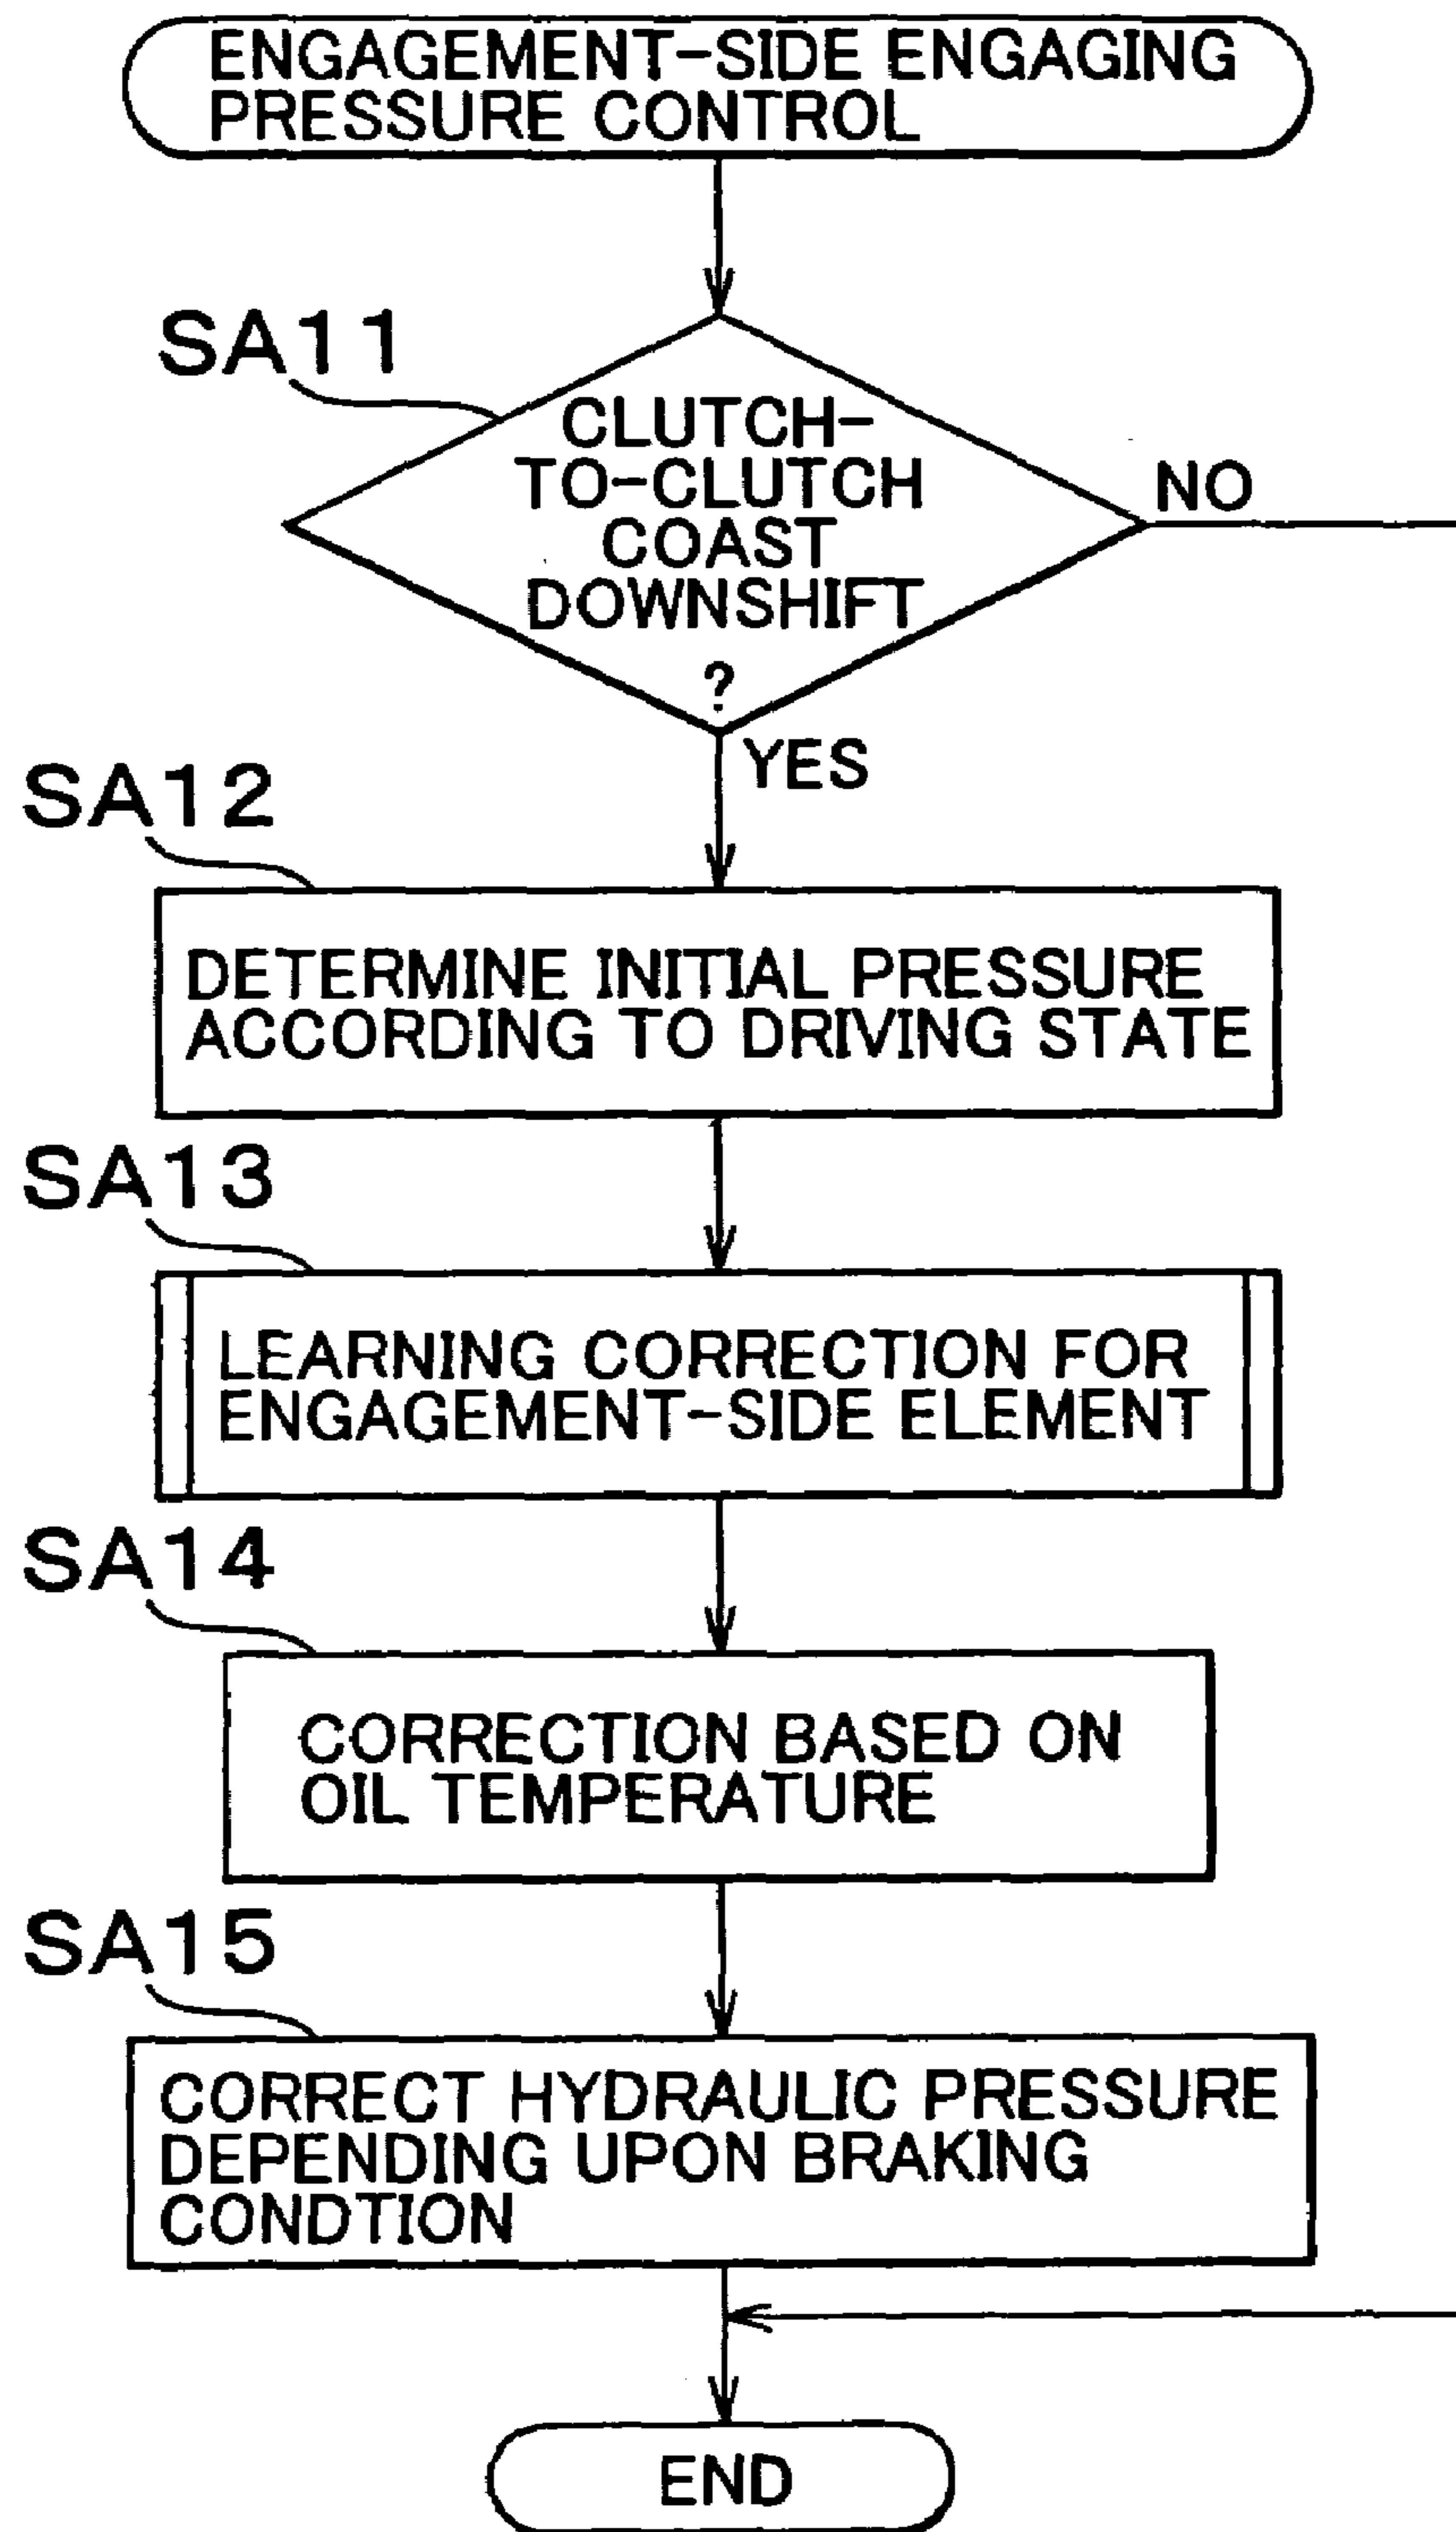 ENGAGEMENT-SIDE ENGAGING
PRESSURE CONTROL
SA11
CLUTCH-
TO-CLUTCH
COAST
DOWNSHIFT
?
NO
YES
SA12
DETERMINE INITIAL PRESSURE
ACCORDING TO DRIVING STATE
SA13
LEARNING CORRECTION FOR
ENGAGEMENT-SIDE ELEMENT
SA14
CORRECTION BASED ON
OIL TEMPERATURE
SA15
CORRECT HYDRAULIC PRESSURE
DEPENDING UPON BRAKING
CONDTION
END